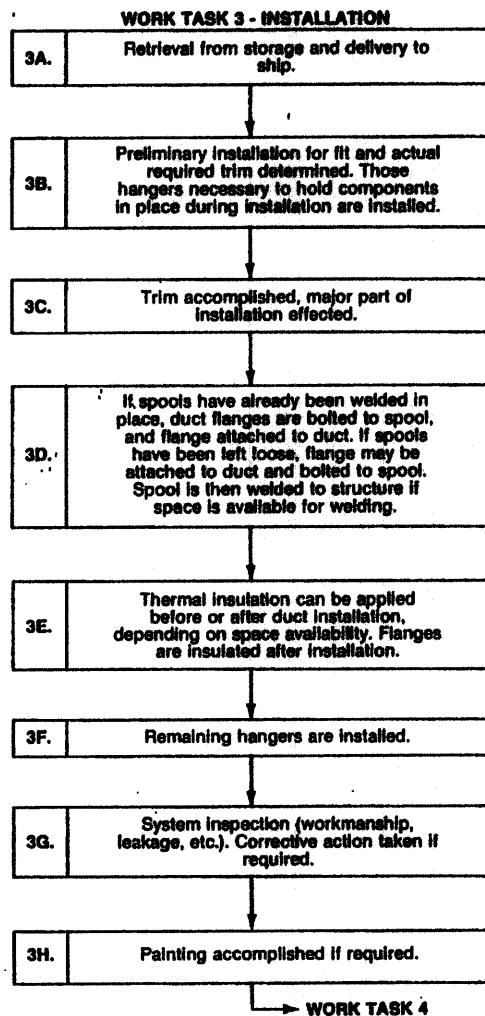 WORK TASK 3 - INSTALLATION
3A.
Retrieval from storage and delivery to
ship.
3B.
Preliminary installation for fit and actual
required trim determined. Those
hangers necessary to hold components
in place during installation are installed.
3C.
Trim accomplished, major part of
installation effected.
3D.
If spools have already been welded in
place, duct flanges are bolted to spool,
and flange attached to duct. If spools
have been left loose, flange may be
attached to duct and bolted to spool.
Spool is then welded to structure if
space is available for welding.
3E.
Thermal insulation can be applied
before or after duct installation,
depending on space availability. Flanges
are insulated after installation.
3F.
Remaining hangers are installed.
3G.
System inspection (workmanship,
leakage, etc.). Corrective action taken if
required.
3H.
Painting accomplished if required.
WORK TASK 4